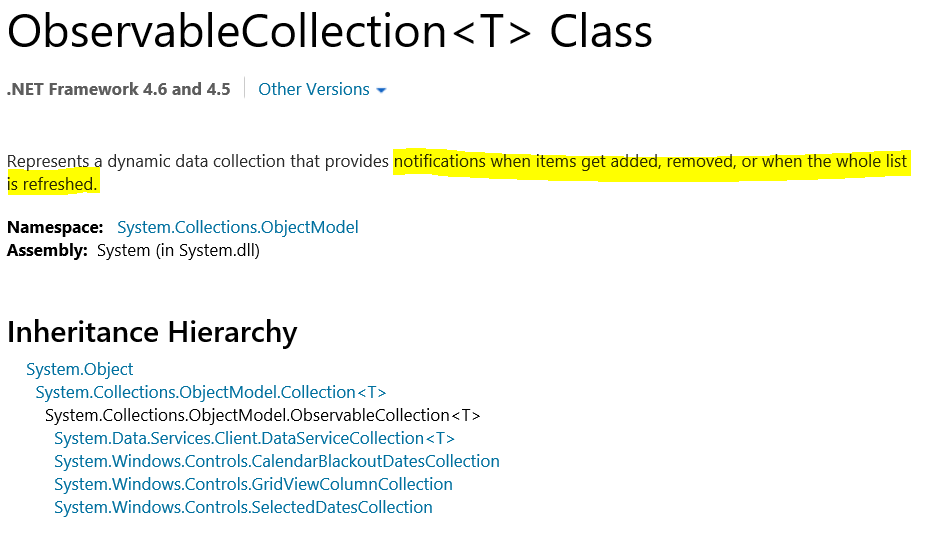 ObservableCollection<T> Class
.NET Framework 4.6 and 4.5 Other Versions
Represents a dynamic data collection that provides notifications when items get added, removed, or when the whole list
is refreshed.
Namespace: System.Collections.ObjectModel
Assembly: System (in System.dll)
Inheritance Hierarchy
System.Object
System.Collections.ObjectModel.Collection<T>
System.Collections.ObjectModel.ObservableCollection<T>
System.Data.Services.Client.DataServiceCollection<T>
System.Windows.Controls.CalendarBlackoutDatesCollection
System.Windows.Controls.GridViewColumnCollection
System.Windows.Controls.SelectedDatesCollection